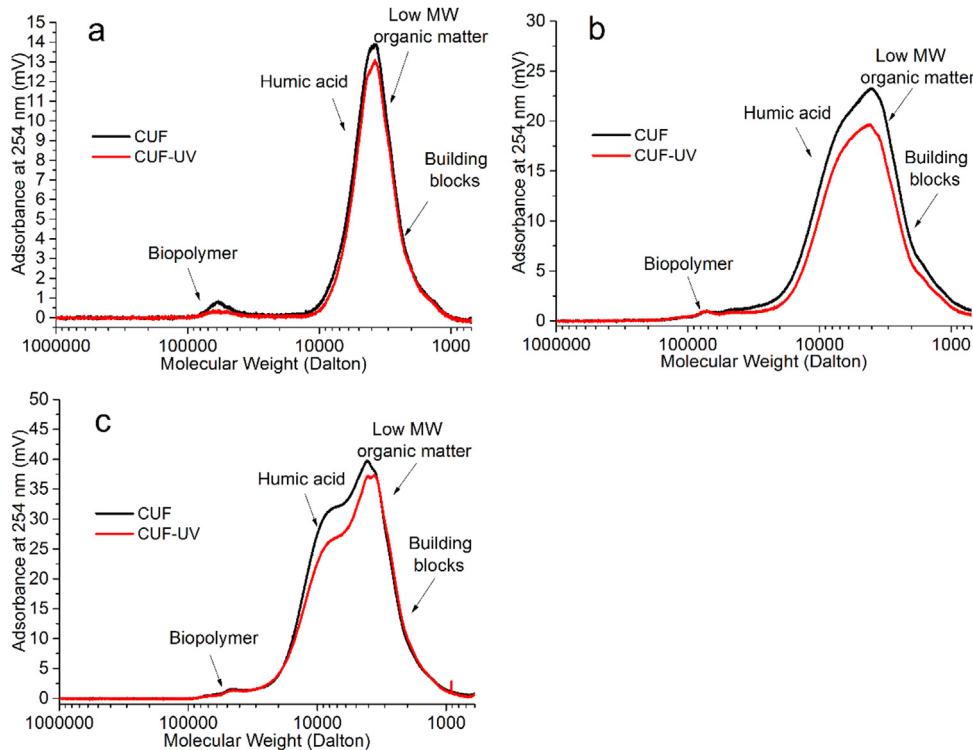 a
15
14
13
12
11
10
9
8
7
6
5
4
3
2
1
0
Adsorbance at 254 nm (mV)
Low MW
organic matter
Humic acid
CUF
CUF-UV
Building
blocks
Biopolymer
1000000
100000
10000
1000
Molecular Weight (Dalton)
b
30
25
20
15
10
5
0
Adsorbance at 254 nm (mV)
Low MW
organic matter
Humic acid
CUF
CUF-UV
Building
blocks
Biopolymer
1000000
100000
10000
1000
Molecular Weight (Dalton)
c
50
45
40
35
30
25
20
15
10
5
0
Adsorbance at 254 nm (mV)
Low MW
organic matter
Humic acid
CUF
CUF-UV
Building
blocks
Biopolymer
1000000
100000
10000
1000
Molecular Weight (Dalton)